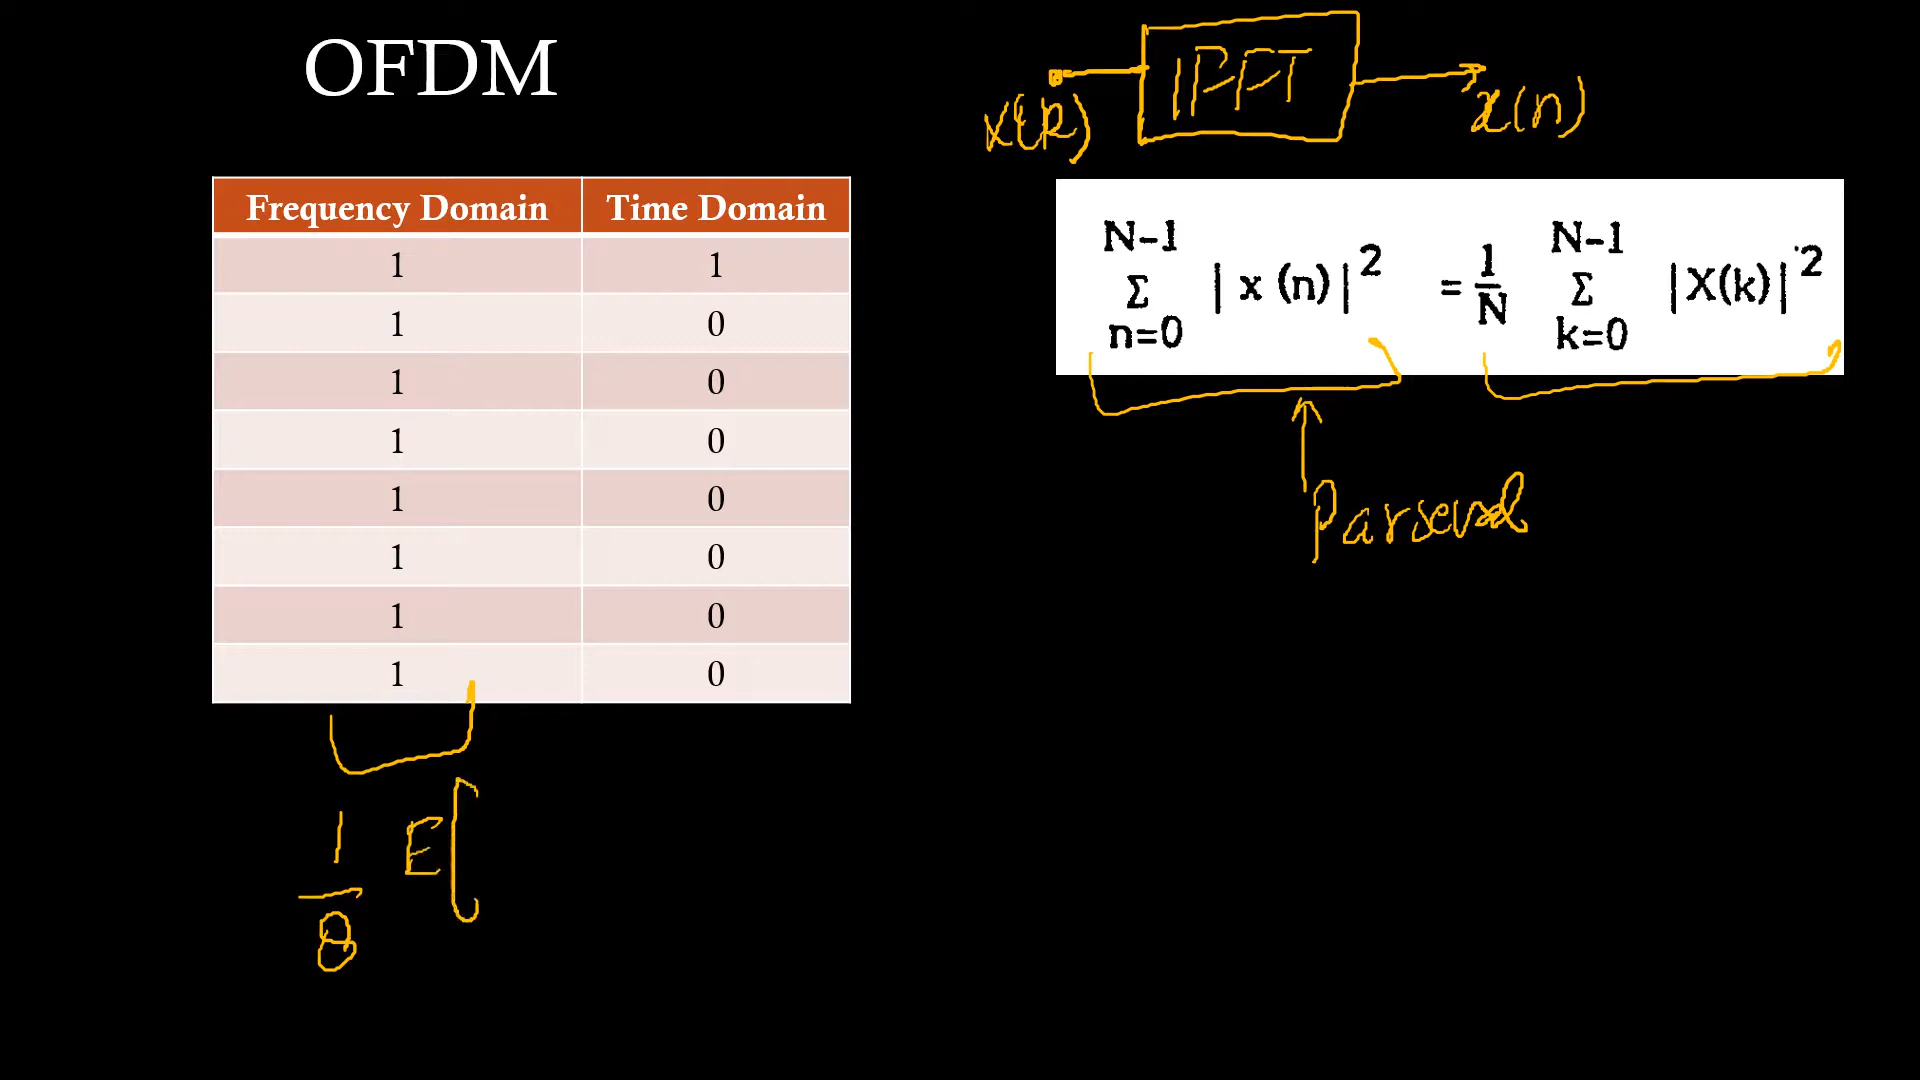 OFDM
X(k) IFFT x(n)
Frequency Domain Time Domain
1 1
1 0
1 0
1 0
1 0
1 0
1 0
1 0
N-1 N-1
Σ | x (n)|² = 1/N Σ |X(k)|²
n=0 k=0
Parseval
1/8 E[